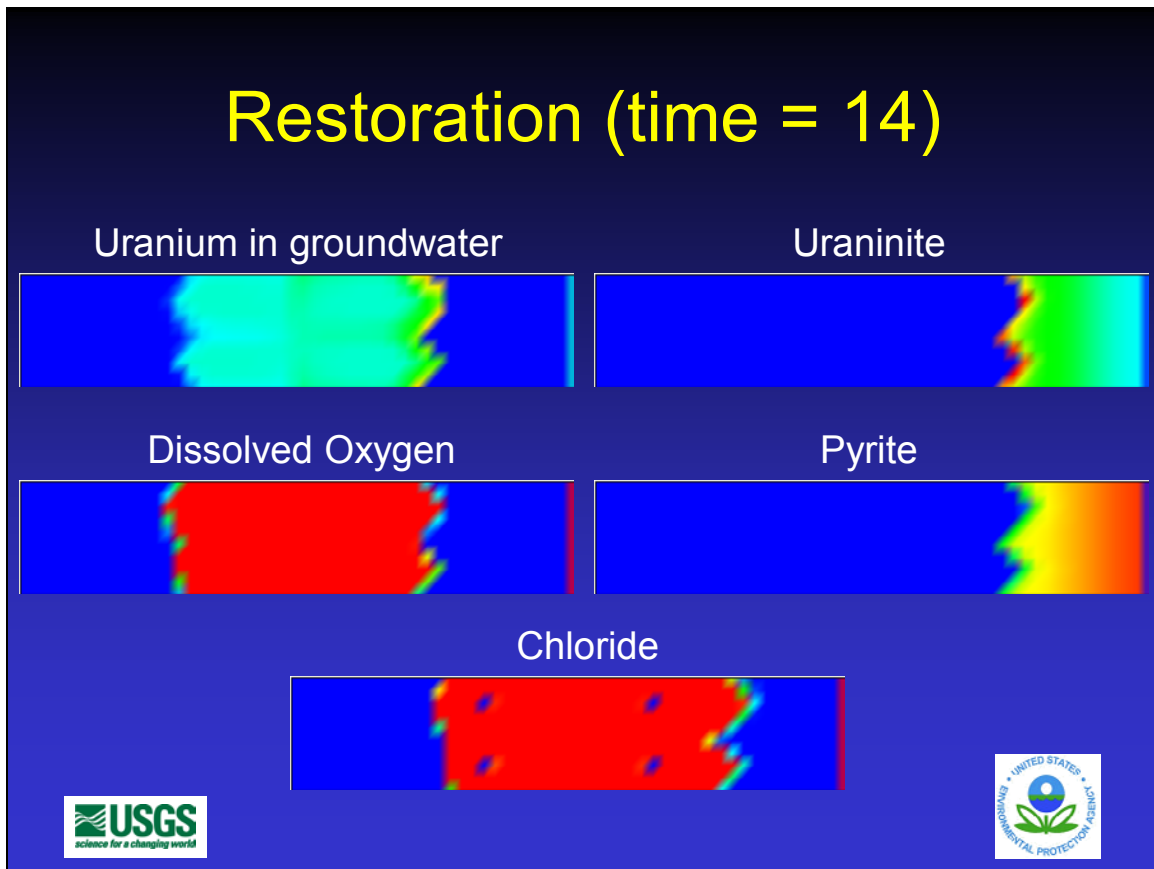 Restoration (time = 14)
Uranium in groundwater
Uraninite
Dissolved Oxygen
Pyrite
Chloride
USGS
science for a changing world
UNITED STATES
ENVIRONMENTAL PROTECTION AGENCY